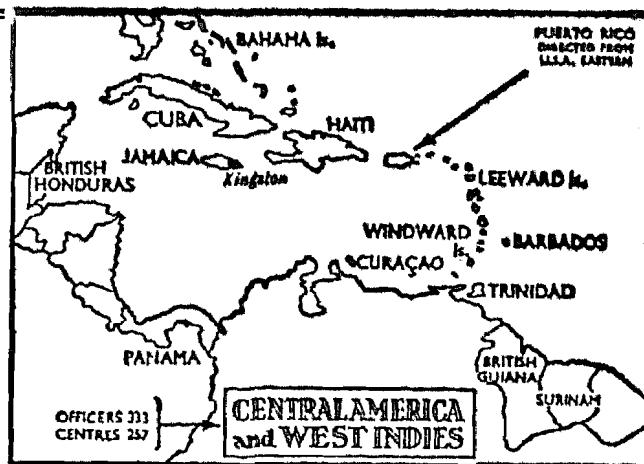 BAHAMA Is.
PUERTO RICO
DIRECTED FROM
U.S.A. EASTERN
CUBA
HAITI
JAMAICA
Kingston
BRITISH
HONDURAS
LEEWARD Is.
WINDWARD
Is.
BARBADOS
CURAÇAO
TRINIDAD
PANAMA
BRITISH
GUIANA
SURINAM
OFFICERS 333
CENTRES 257
CENTRAL AMERICA
and WEST INDIES